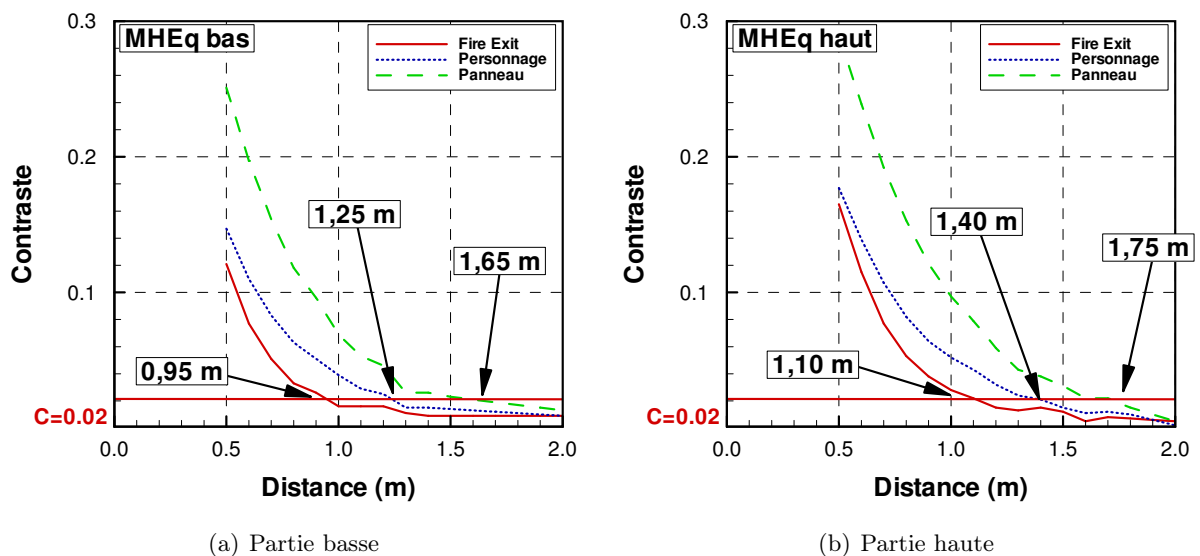 MHEq bas
Fire Exit
Personnage
Panneau
0.3
0.2
0.1
Contraste
1,25 m
1,65 m
0,95 m
C=0.02
0.0
0.5
1.0
1.5
2.0
Distance (m)
(a) Partie basse
MHEq haut
Fire Exit
Personnage
Panneau
0.3
0.2
0.1
Contraste
1,40 m
1,75 m
1,10 m
C=0.02
0.0
0.5
1.0
1.5
2.0
Distance (m)
(b) Partie haute